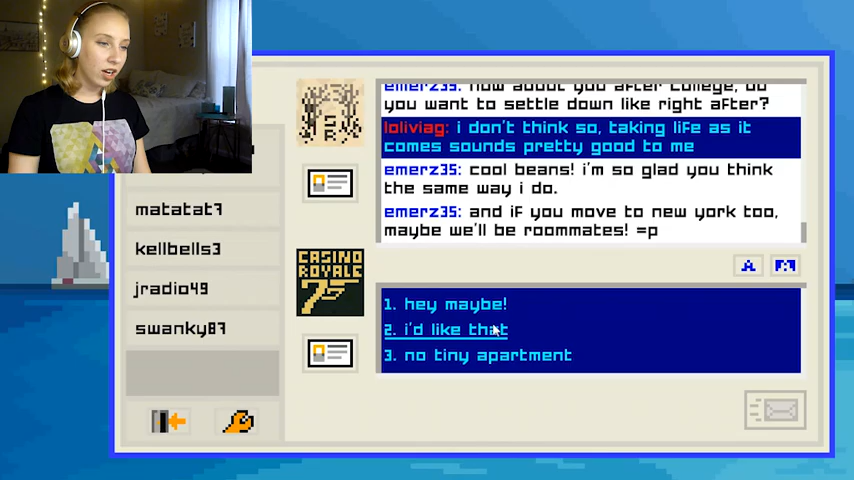 emerz35: how about you after college, do
you want to settle down like right after?
loliviag: i don't think so, taking life as it
comes sounds pretty good to me
emerz35: cool beans! i'm so glad you think
the same way i do.
emerz35: and if you move to new york too,
maybe we'll be roommates! =p
matatat7
kellbells3
jradio49
swanky87
SR
CASINO
ROYALE
7
A
1. hey maybe!
2. i'd like that
3. no tiny apartment